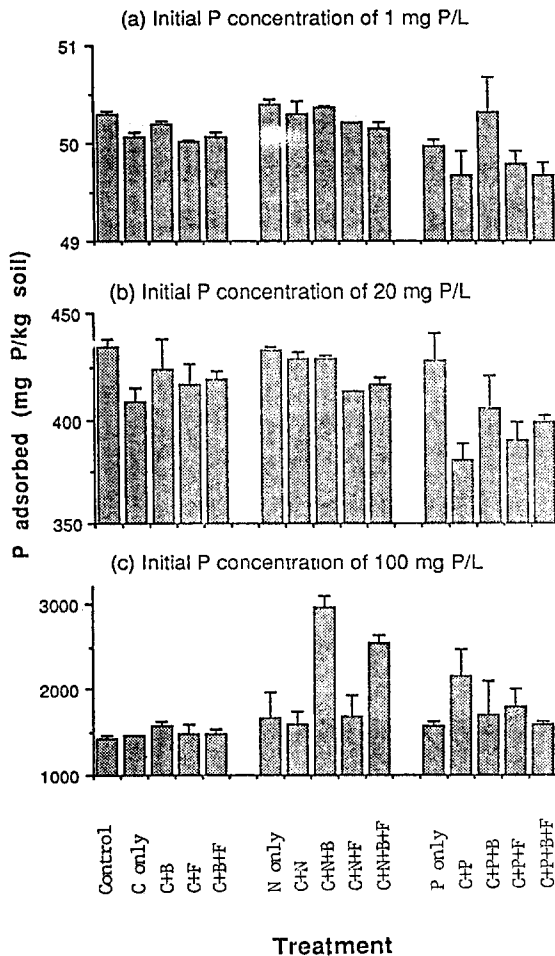 (a) Initial P concentration of 1 mg P/L
51
50
49
(b) Initial P concentration of 20 mg P/L
450
400
350
(c) Initial P concentration of 100 mg P/L
3000
2000
1000
P adsorbed (mg P/kg soil)
Control
C only
C+B
C+F
C+B+F
N only
C+N
C+N+B
C+N+F
C+N+B+F
P only
C+P
C+P+B
C+P+F
C+P+B+F
Treatment